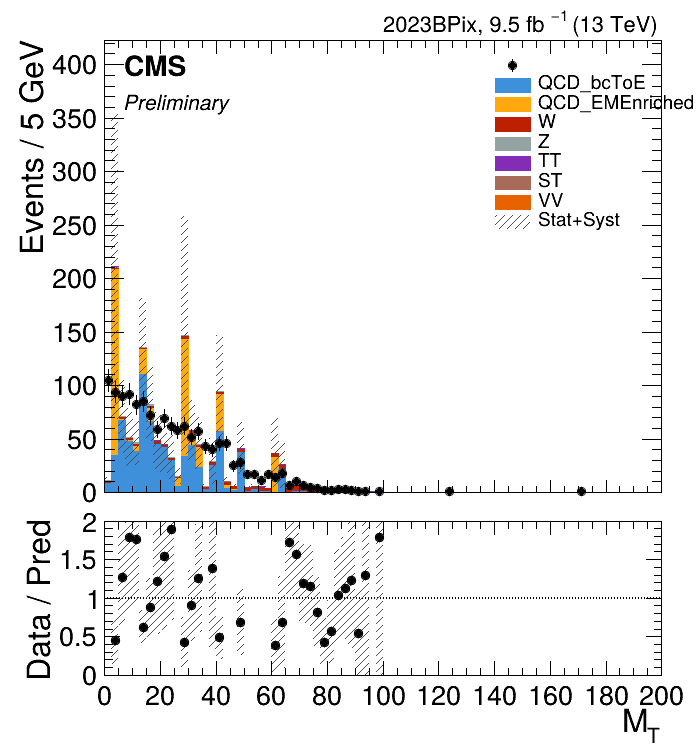 2023BPix, 9.5 fb⁻¹ (13 TeV)
CMS
Preliminary
QCD_bcToE
QCD_EMEnriched
W
Z
TT
ST
VV
Stat+Syst
Events / 5 GeV
400
350
300
250
200
150
100
50
0
Data / Pred
2
1.5
1
0.5
0
0 20 40 60 80 100 120 140 160 180 200
M_T